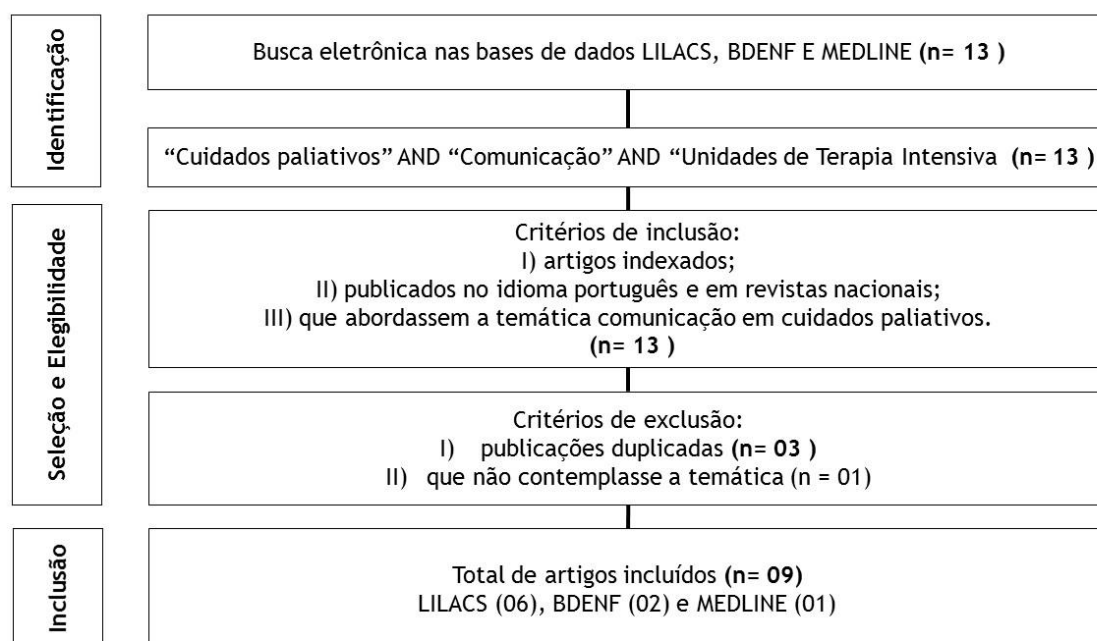 Identificação
Busca eletrônica nas bases de dados LILACS, BDENF E MEDLINE (n= 13 )
“Cuidados paliativos” AND “Comunicação” AND “Unidades de Terapia Intensiva (n= 13 )
Seleção e Elegibilidade
Critérios de inclusão:
I) artigos indexados;
II) publicados no idioma português e em revistas nacionais;
III) que abordassem a temática comunicação em cuidados paliativos.
(n= 13 )
Critérios de exclusão:
I) publicações duplicadas (n= 03 )
II) que não contemplasse a temática (n = 01)
Inclusão
Total de artigos incluídos (n= 09)
LILACS (06), BDENF (02) e MEDLINE (01)